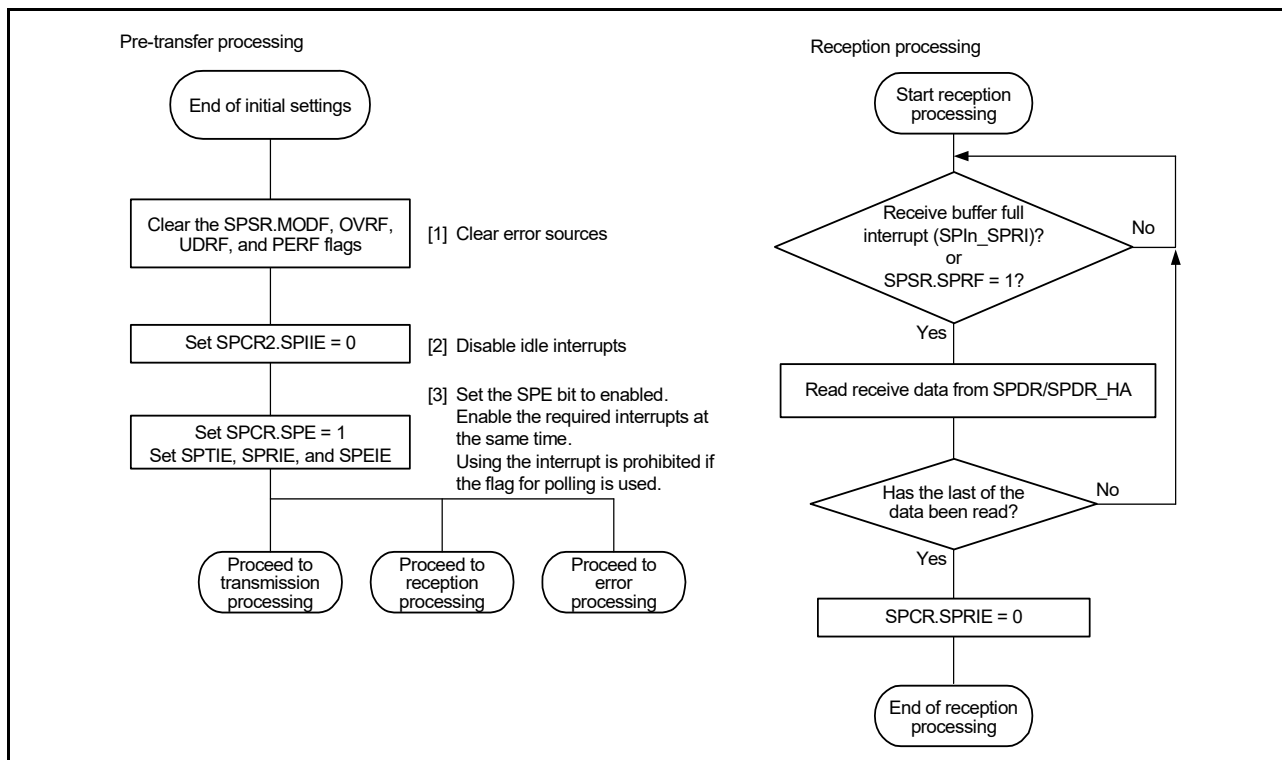 Pre-transfer processing
End of initial settings
Clear the SPSR.MODF, OVRF,
UDRF, and PERF flags
[1] Clear error sources
Set SPCR2.SPIIE = 0
[2] Disable idle interrupts
Set SPCR.SPE = 1
Set SPTIE, SPRIE, and SPEIE
[3] Set the SPE bit to enabled.
Enable the required interrupts at
the same time.
Using the interrupt is prohibited if
the flag for polling is used.
Proceed to
transmission
processing
Proceed to
reception
processing
Proceed to
error
processing
Reception processing
Start reception
processing
Receive buffer full
interrupt (SPIn_SPRI)?
or
SPSR.SPRF = 1?
No
Yes
Read receive data from SPDR/SPDR_HA
Has the last of the
data been read?
No
Yes
SPCR.SPRIE = 0
End of reception
processing